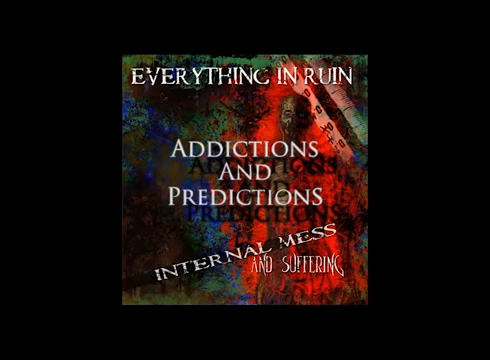 EVERYTHING IN RUIN
ADDICTIONS
AND
PREDICTIONS
INTERNAL MESS
AND SUFFERING